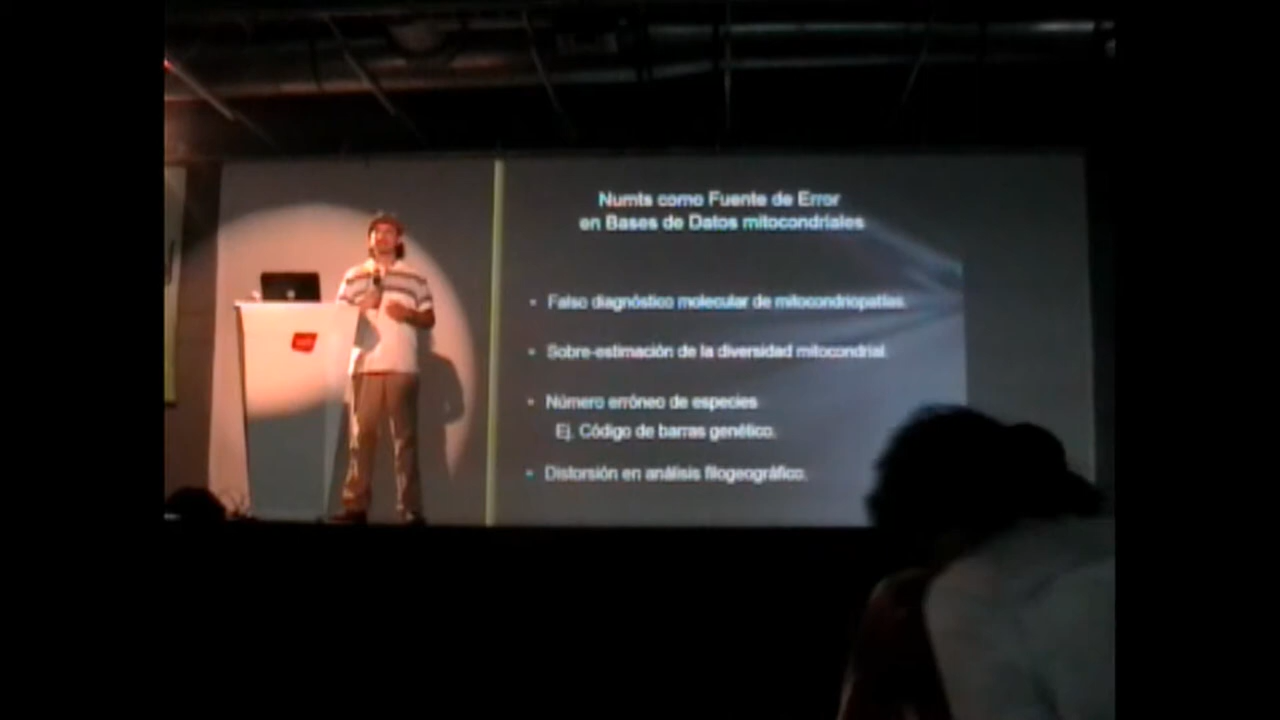 Numts como Fuente de Error
en Bases de Datos mitocondriales
• Falso diagnóstico molecular de mitocondriopatías.
• Sobre-estimación de la diversidad mitocondrial.
• Número erróneo de especies
Ej. Código de barras genético.
• Distorsión en análisis filogeográfico.